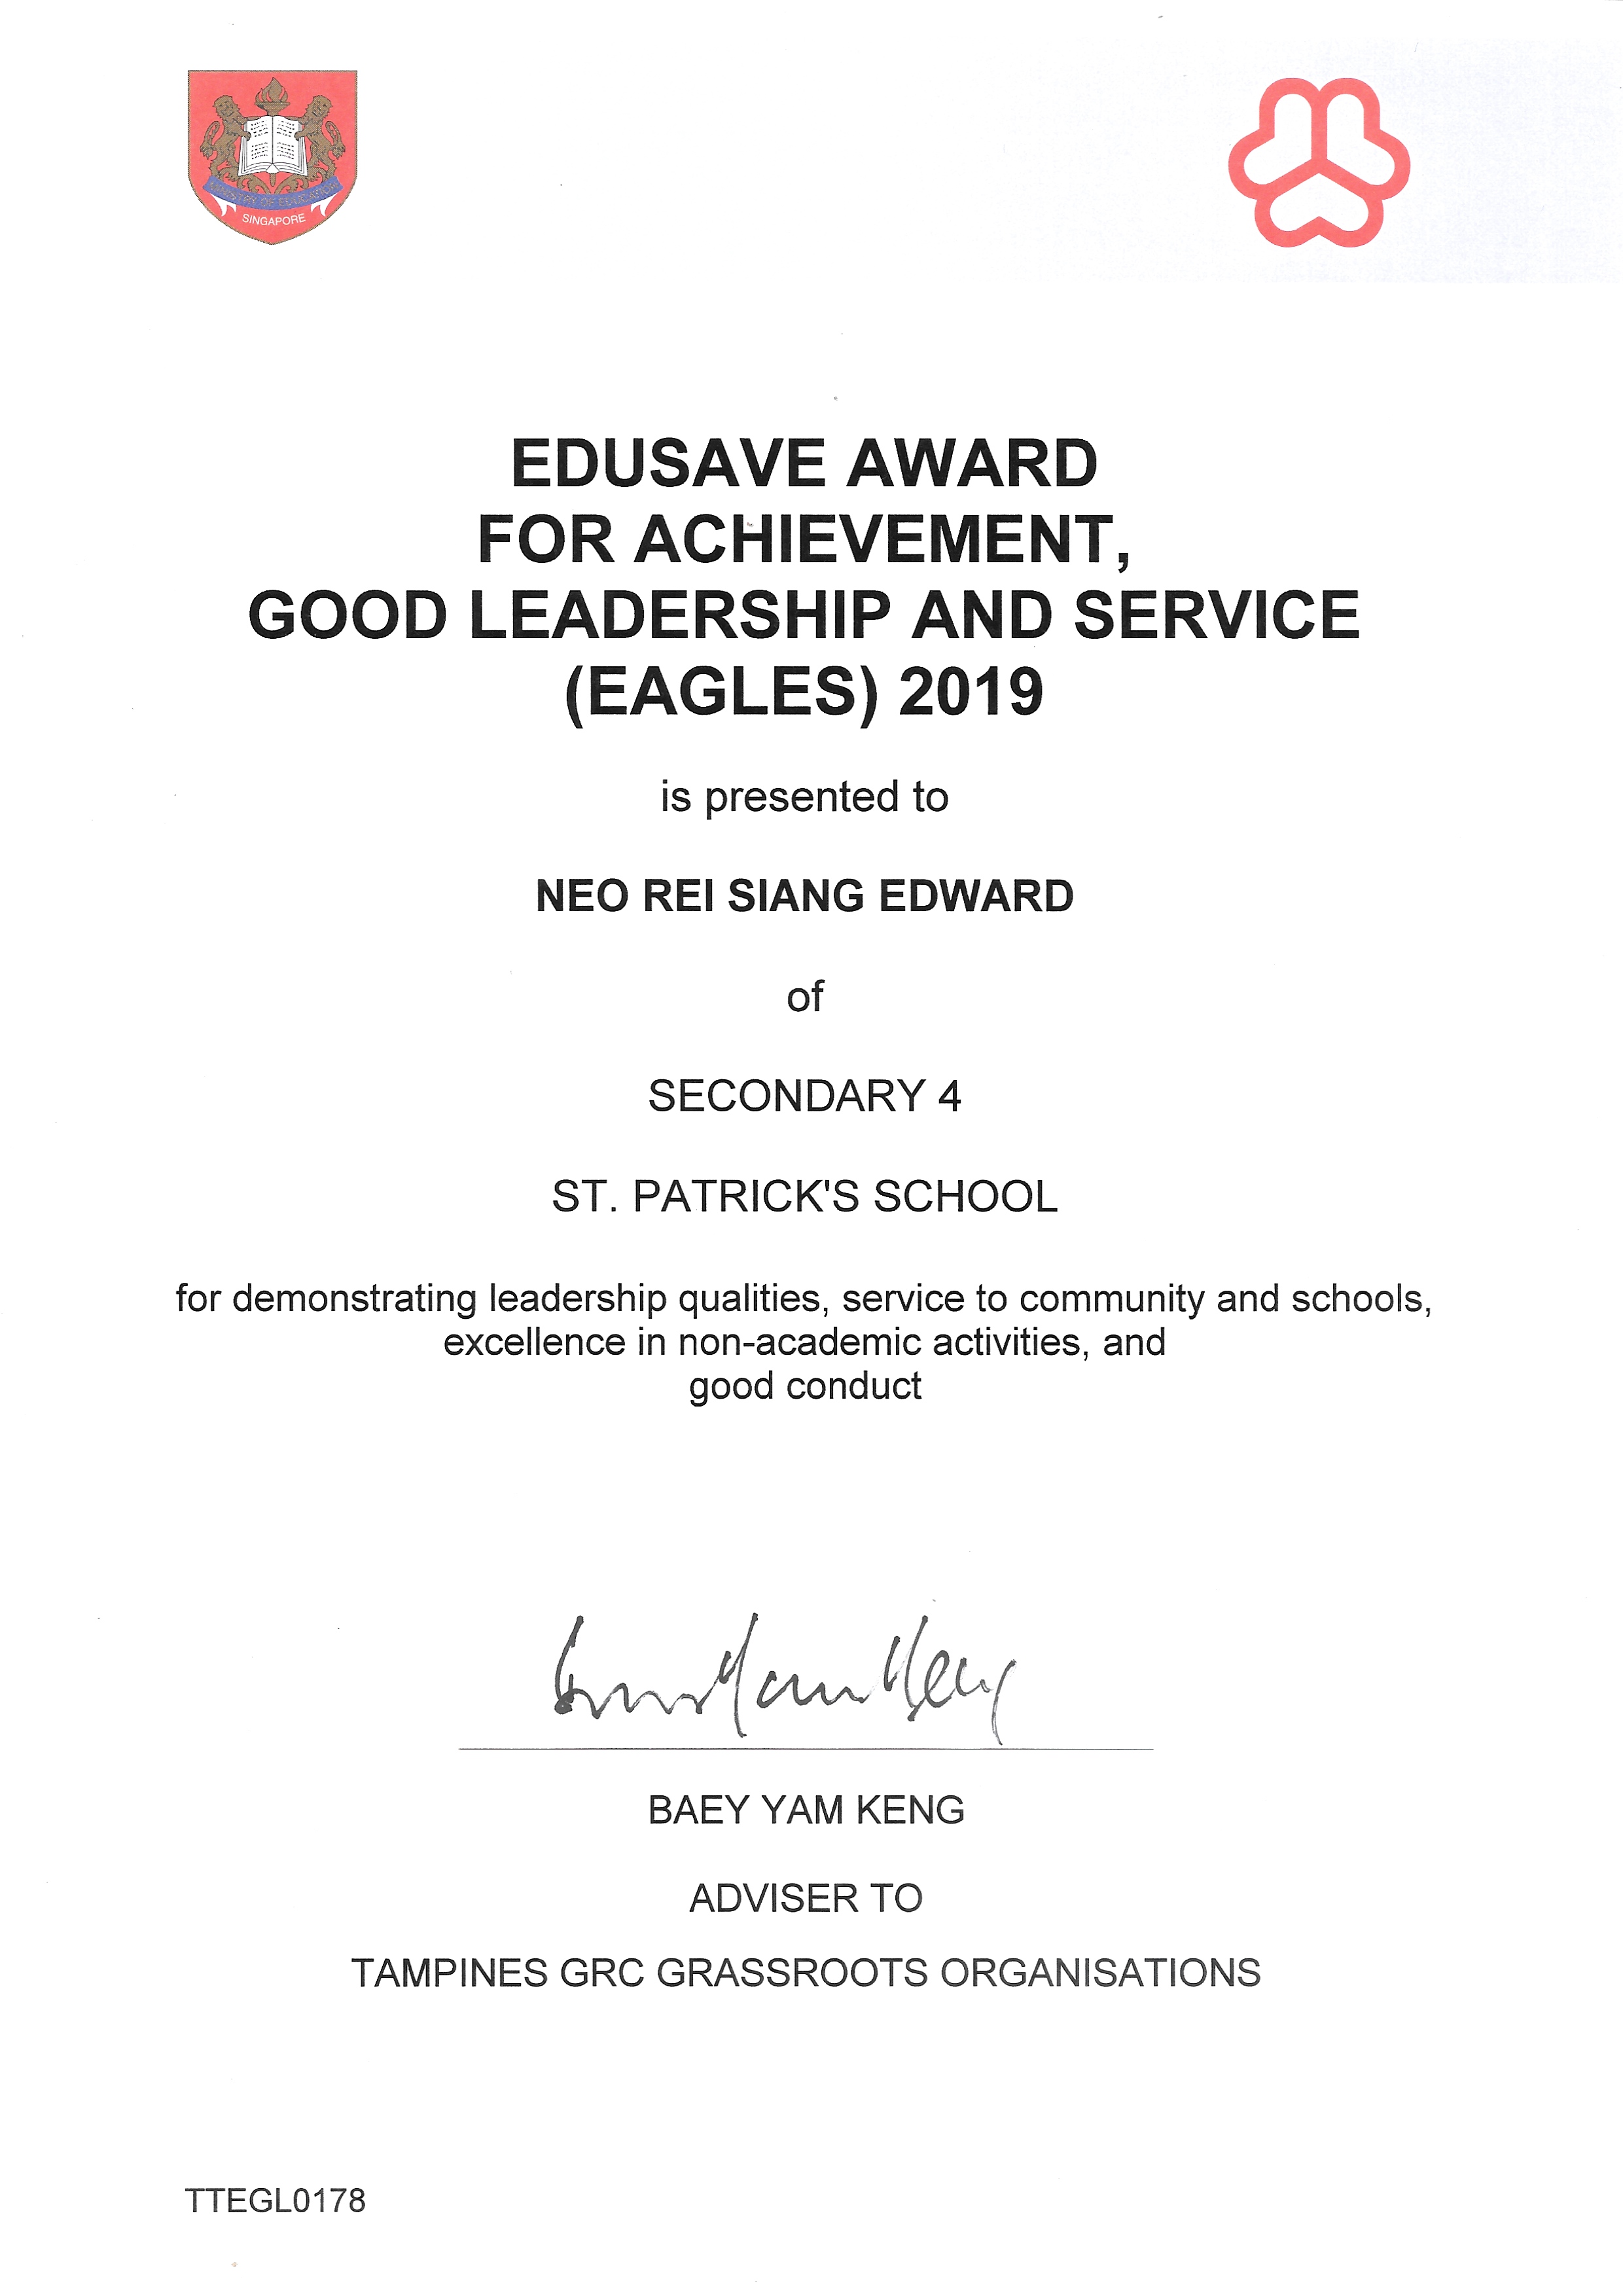 MINISTRY OF EDUCATION
SINGAPORE
EDUSAVE AWARD
FOR ACHIEVEMENT,
GOOD LEADERSHIP AND SERVICE
(EAGLES) 2019
is presented to
NEO REI SIANG EDWARD
of
SECONDARY 4
ST. PATRICK'S SCHOOL
for demonstrating leadership qualities, service to community and schools,
excellence in non-academic activities, and
good conduct
BAEY YAM KENG
ADVISER TO
TAMPINES GRC GRASSROOTS ORGANISATIONS
TTEGL0178